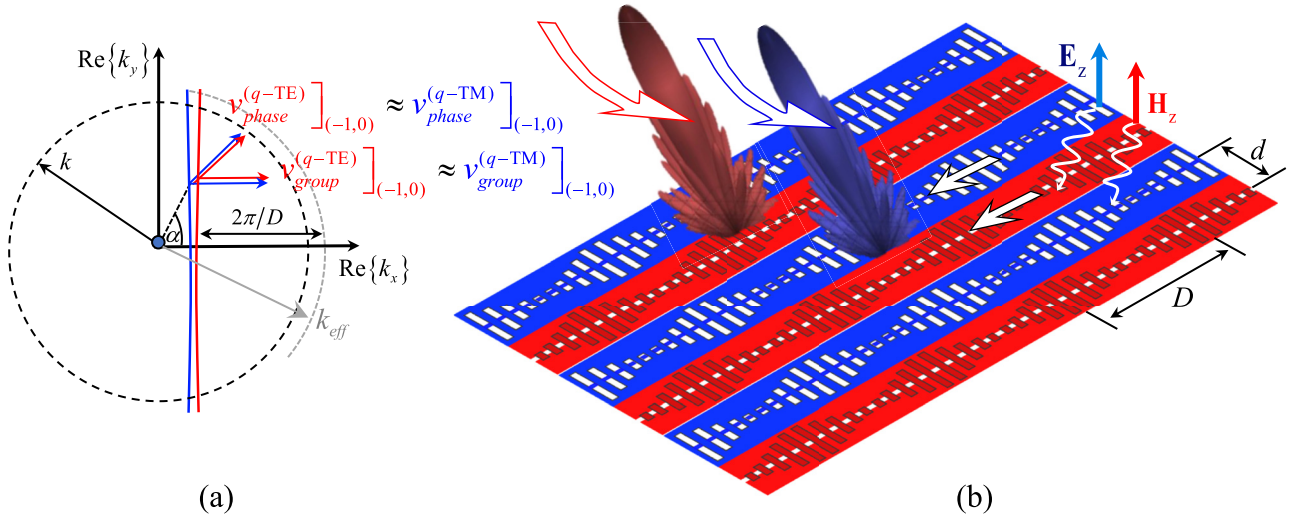 Re{k_y}
v_phase^(q−TE)]_(−1,0) ≈ v_phase^(q−TM)]_(−1,0)
v_group^(q−TE)]_(−1,0) ≈ v_group^(q−TM)]_(−1,0)
k
2π/D
α
Re{k_x}
k_eff
(a)
E_z
H_z
d
D
(b)